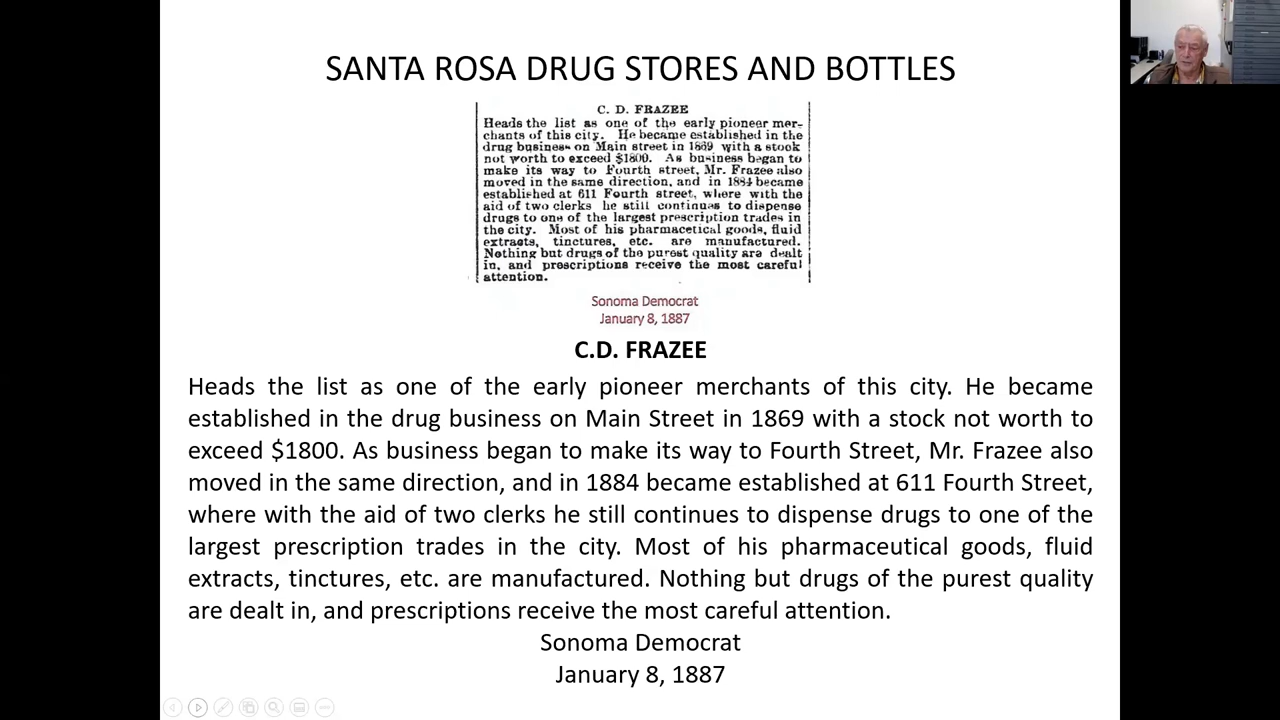 SANTA ROSA DRUG STORES AND BOTTLES
C. D. FRAZEE
Heads the list as one of the early pioneer mer-
chants of this city. He became established in the
drug business on Main street in 1869 with a stock
not worth to exceed $1800. As business began to
make its way to Fourth street, Mr. Frazee also
moved in the same direction, and in 1884 became
established at 611 Fourth street, where with the
aid of two clerks he still continues to dispense
drugs to one of the largest prescription trades in
the city. Most of his pharmacetical goods, fluid
extracts, tinctures, etc. are manufactured.
Nothing but drugs of the purest quality are dealt
in, and prescriptions receive the most careful
attention.
Sonoma Democrat
January 8, 1887
C.D. FRAZEE
Heads the list as one of the early pioneer merchants of this city. He became
established in the drug business on Main Street in 1869 with a stock not worth to
exceed $1800. As business began to make its way to Fourth Street, Mr. Frazee also
moved in the same direction, and in 1884 became established at 611 Fourth Street,
where with the aid of two clerks he still continues to dispense drugs to one of the
largest prescription trades in the city. Most of his pharmaceutical goods, fluid
extracts, tinctures, etc. are manufactured. Nothing but drugs of the purest quality
are dealt in, and prescriptions receive the most careful attention.
Sonoma Democrat
January 8, 1887